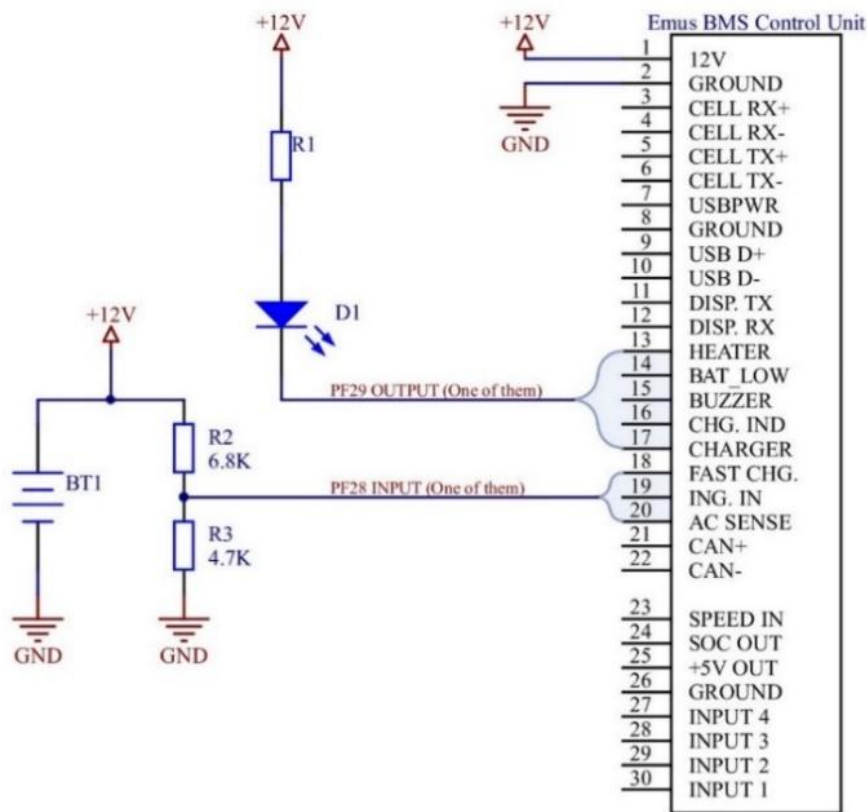 +12V
+12V
Emus BMS Control Unit
1 12V
2 GROUND
GND
3 CELL RX+
4 CELL RX-
5 CELL TX+
6 CELL TX-
7 USBPWR
8 GROUND
9 USB D+
10 USB D-
11 DISP. TX
12 DISP. RX
13 HEATER
14 BAT_LOW
15 BUZZER
16 CHG. IND
17 CHARGER
18 FAST CHG.
19 ING. IN
20 AC SENSE
21 CAN+
22 CAN-
23 SPEED IN
24 SOC OUT
25 +5V OUT
26 GROUND
27 INPUT 4
28 INPUT 3
29 INPUT 2
30 INPUT 1
R1
D1
PF29 OUTPUT (One of them)
+12V
R2
6.8K
BT1
PF28 INPUT (One of them)
R3
4.7K
GND
GND